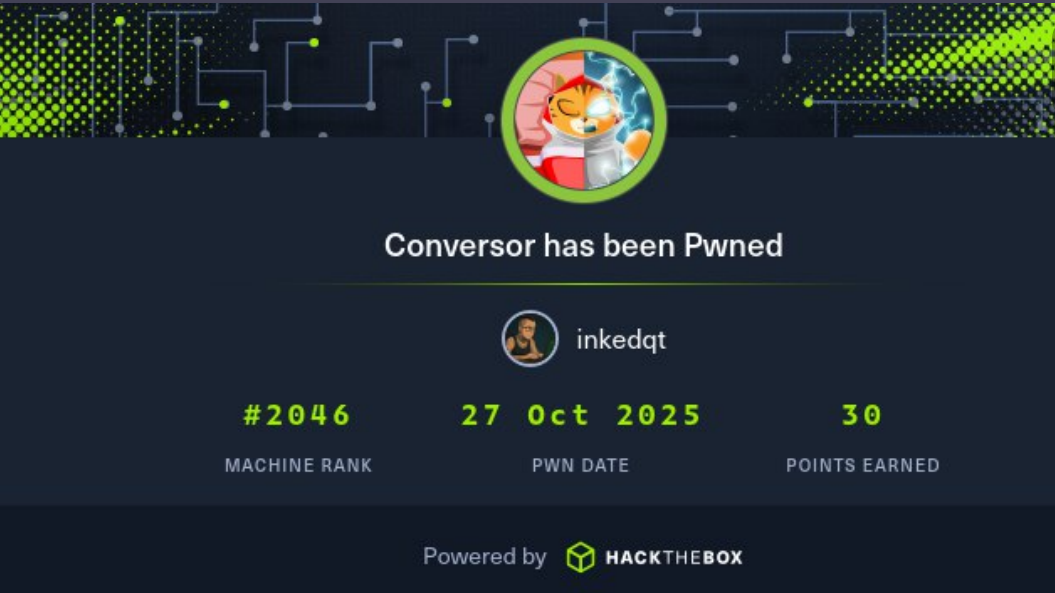 Conversor has been Pwned
inkedqt
#2046 27 Oct 2025 30
MACHINE RANK PWN DATE POINTS EARNED
Powered by HACKTHEBOX